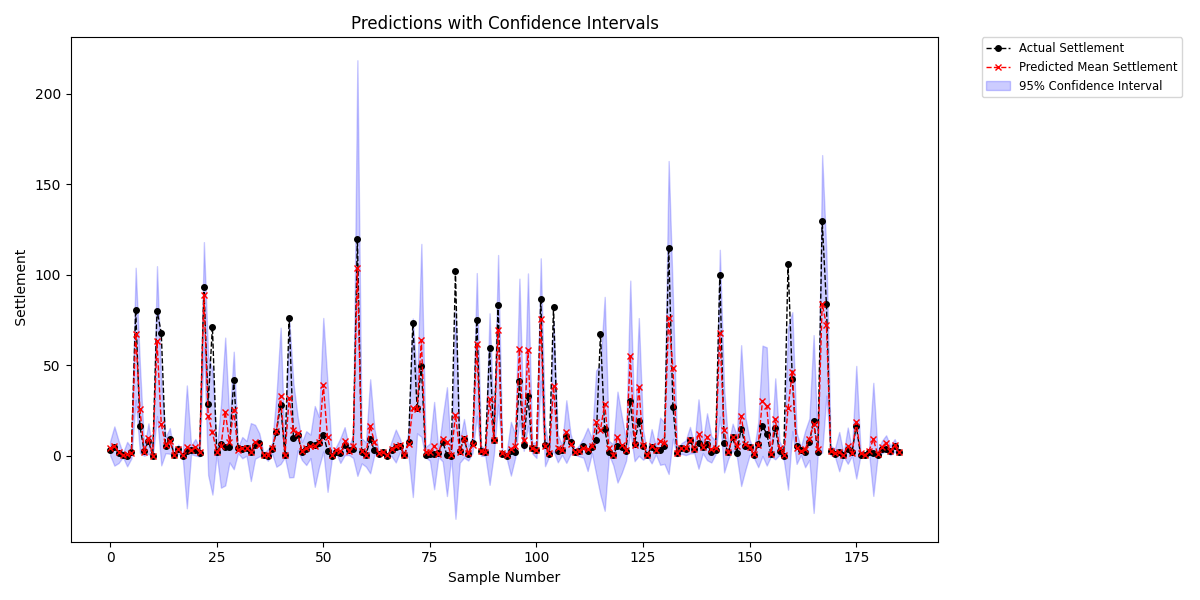 Predictions with Confidence Intervals
Actual Settlement
Predicted Mean Settlement
95% Confidence Interval
Settlement
200
150
100
50
0
0 25 50 75 100 125 150 175
Sample Number